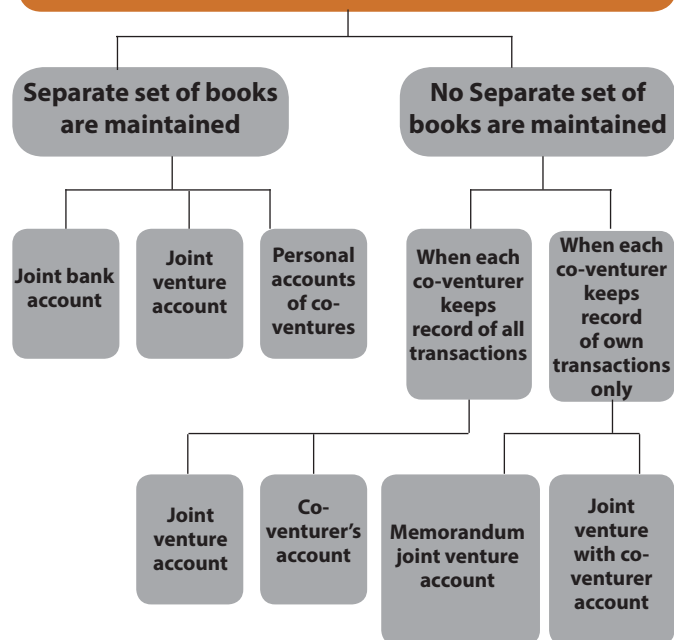 Separate set of books
are maintained
No Separate set of
books are maintained
Joint bank
account
Joint
venture
account
Personal
accounts
of co-
ventures
When each
co-venturer
keeps
record of all
transactions
When each
co-venturer
keeps
record
of own
transactions
only
Joint
venture
account
Co-
venturer's
account
Memorandum
joint venture
account
Joint
venture
with co-
venturer
account